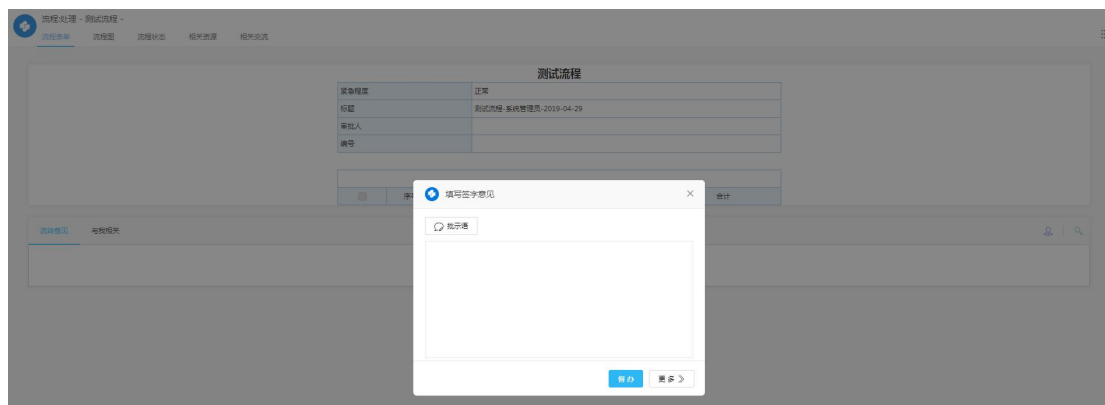 流程:处理 - 测试流程 -
流程表单 流程图 流程状态 相关资源 相关交流
测试流程
紧急程度 正常
标题 测试流程-系统管理员-2019-04-29
审批人
编号
序 合计
填写签字意见
批示语
流转意见 与我相关
督办 更多